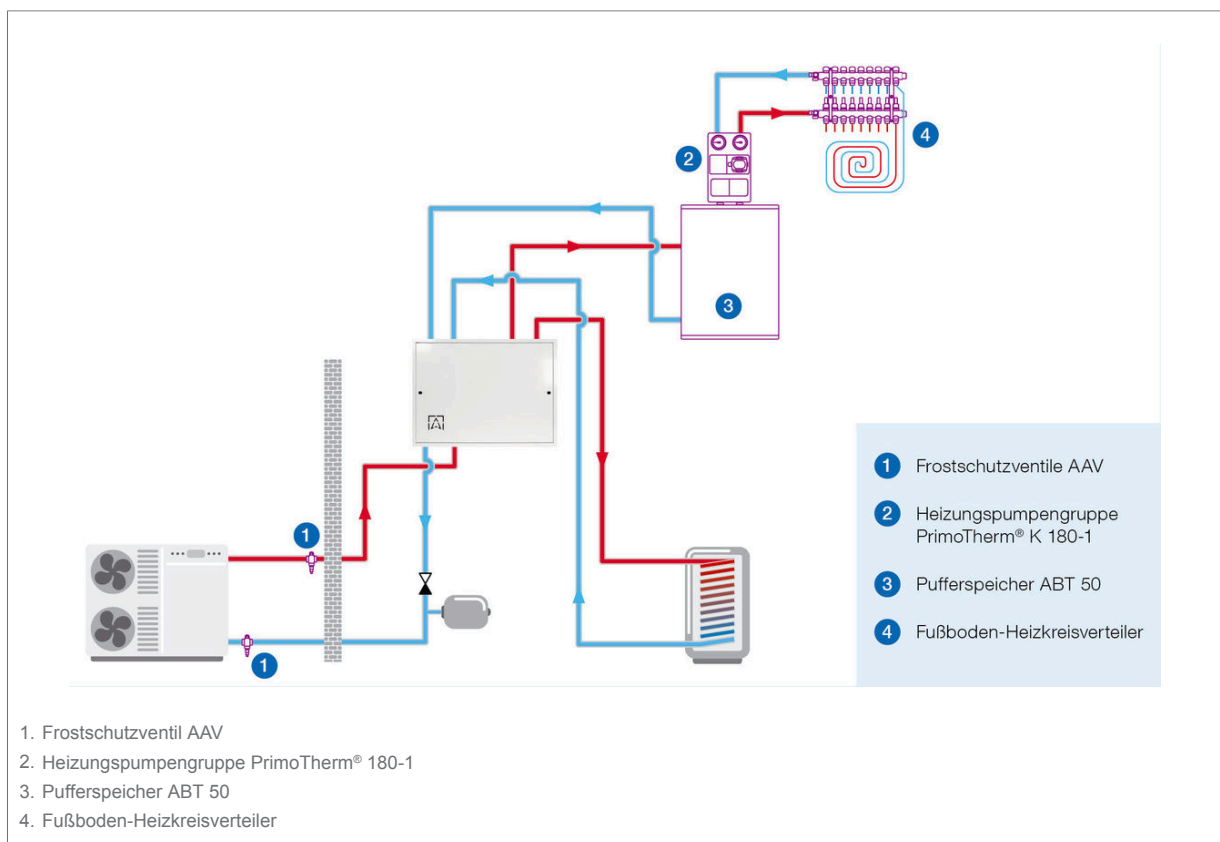 2
4
3
1
1
1 Frostschutzventile AAV
2 Heizungspumpengruppe
PrimoTherm® K 180-1
3 Pufferspeicher ABT 50
4 Fußboden-Heizkreisverteiler
1. Frostschutzventil AAV
2. Heizungspumpengruppe PrimoTherm® 180-1
3. Pufferspeicher ABT 50
4. Fußboden-Heizkreisverteiler